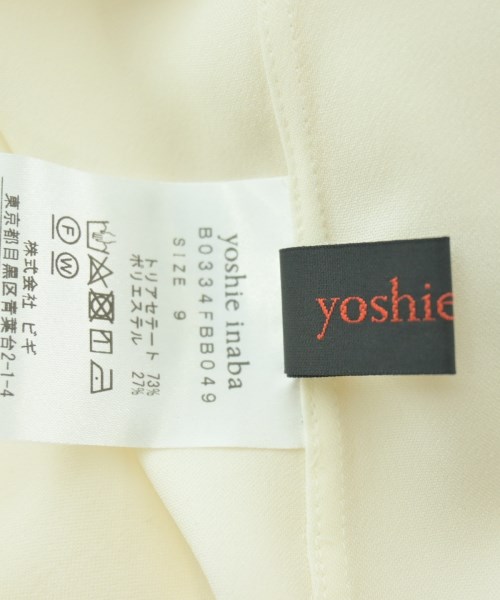 yoshie inaba
B0334FBB049
SIZE 9
トリアセテート 73%
ポリエステル 27%
Ⓕ Ⓦ
株式会社 ビギ
東京都目黒区青葉台2-1-4
yoshie